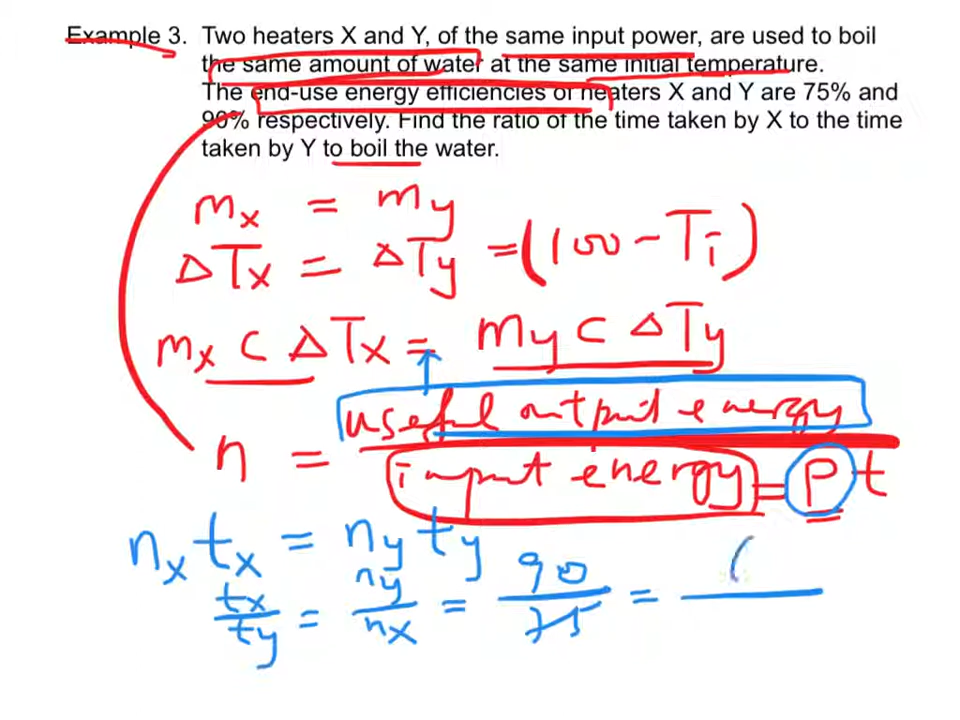 Example 3. Two heaters X and Y, of the same input power, are used to boil
the same amount of water at the same initial temperature.
The end-use energy efficiencies of heaters X and Y are 75% and
90% respectively. Find the ratio of the time taken by X to the time
taken by Y to boil the water.
mx = my
ΔTx = ΔTy = (100 - Ti)
mx c ΔTx = my c ΔTy
useful output energy
n =
input energy = Pt
nx tx = ny ty
tx/ty = ny/nx = 90/75 =